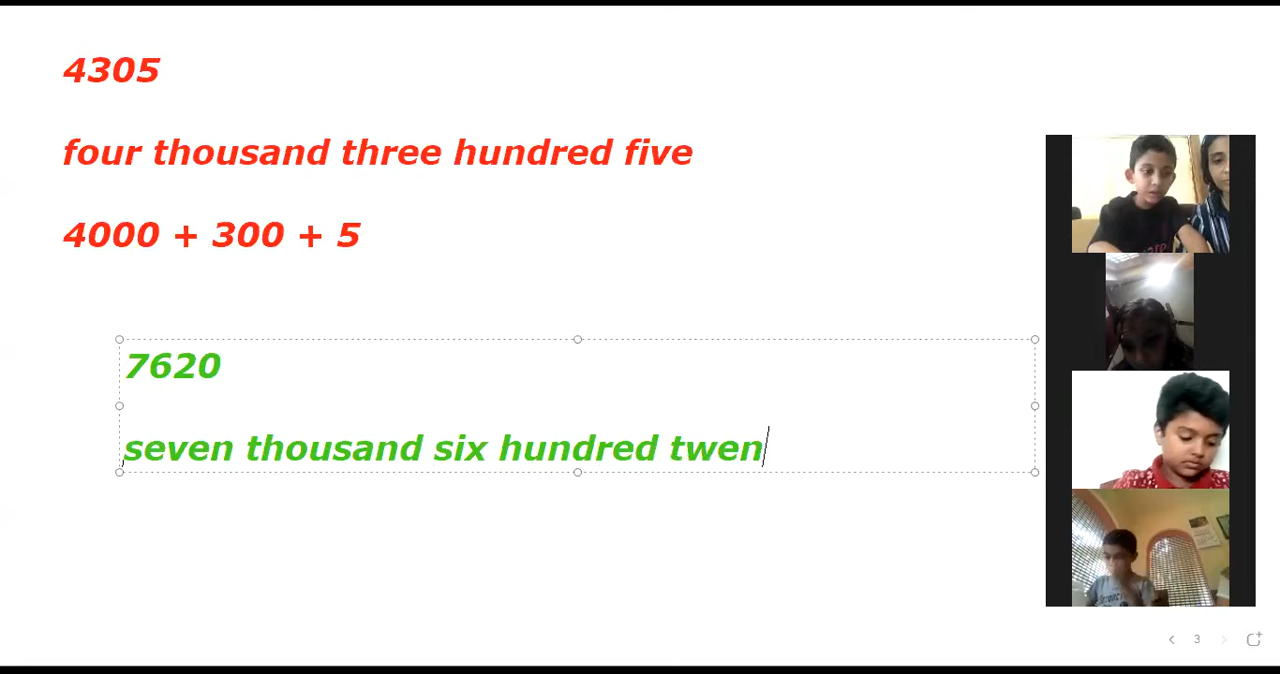 4305
four thousand three hundred five
4000 + 300 + 5
7620
seven thousand six hundred twen
3